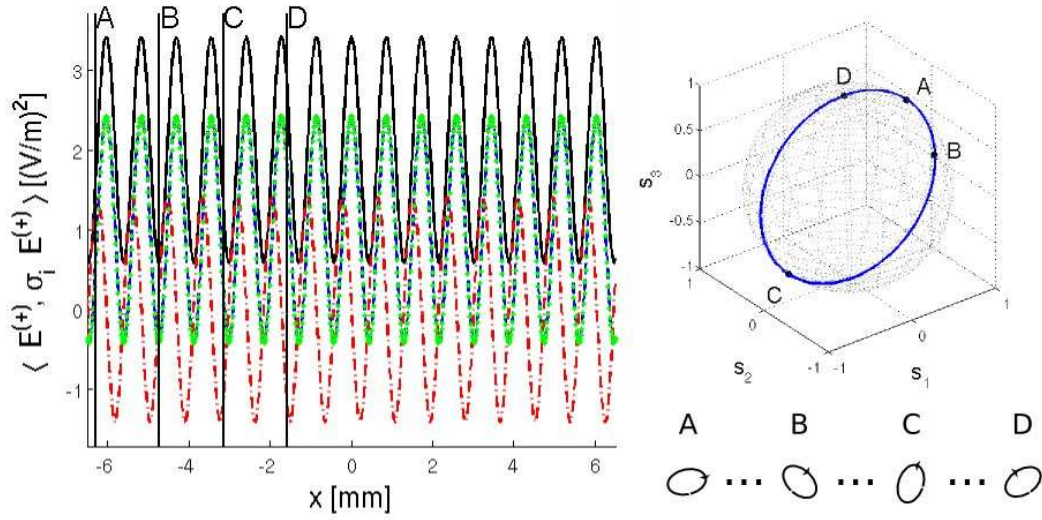 A B C D
3
2
1
0
-1
-6 -4 -2 0 2 4 6
x [mm]
⟨ E(+), σi E(+) ⟩ [(V/m)2]
1
0.5
0
-0.5
-1
s3
1
0
-1
s2
-1
0
1
s1
D
A
B
C
A B C D
... ... ...